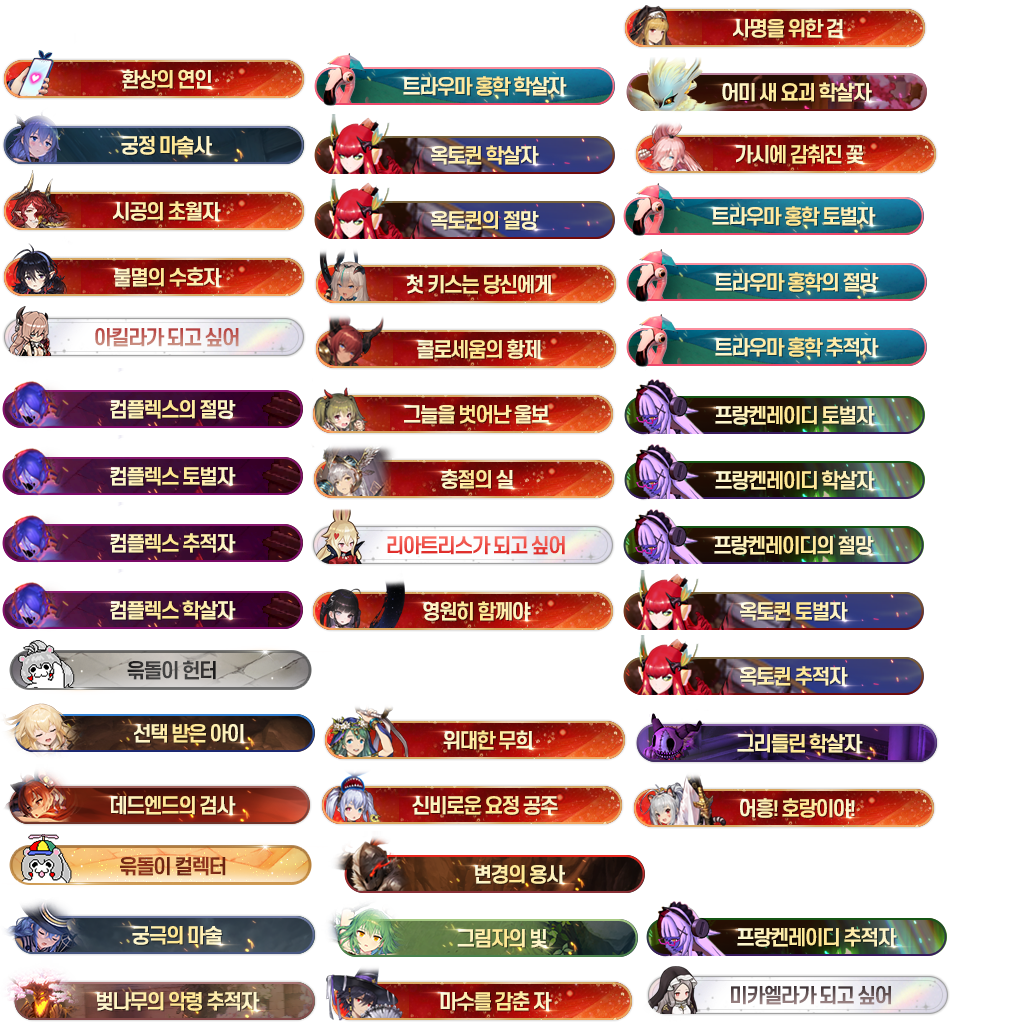 환상의 연인
궁정 마술사
시공의 초월자
불멸의 수호자
아킬라가 되고 싶어
컴플렉스의 절망
컴플렉스 토벌자
컴플렉스 추적자
컴플렉스 학살자
윾돌이 헌터
선택 받은 아이
데드엔드의 검사
윾돌이 컬렉터
궁극의 마술
벚나무의 악령 추적자
트라우마 홍학 학살자
옥토퀸 학살자
옥토퀸의 절망
첫 키스는 당신에게
콜로세움의 황제
그늘을 벗어난 울보
충절의 실
리아트리스가 되고 싶어
영원히 함께야
위대한 무희
신비로운 요정 공주
변경의 용사
그림자의 빛
마수를 감춘 자
사명을 위한 검
어미 새 요괴 학살자
가시에 감춰진 꽃
트라우마 홍학 토벌자
트라우마 홍학의 절망
트라우마 홍학 추적자
프랑켄레이디 토벌자
프랑켄레이디 학살자
프랑켄레이디의 절망
옥토퀸 토벌자
옥토퀸 추적자
그리들린 학살자
어흥! 호랑이야!
프랑켄레이디 추적자
미카엘라가 되고 싶어